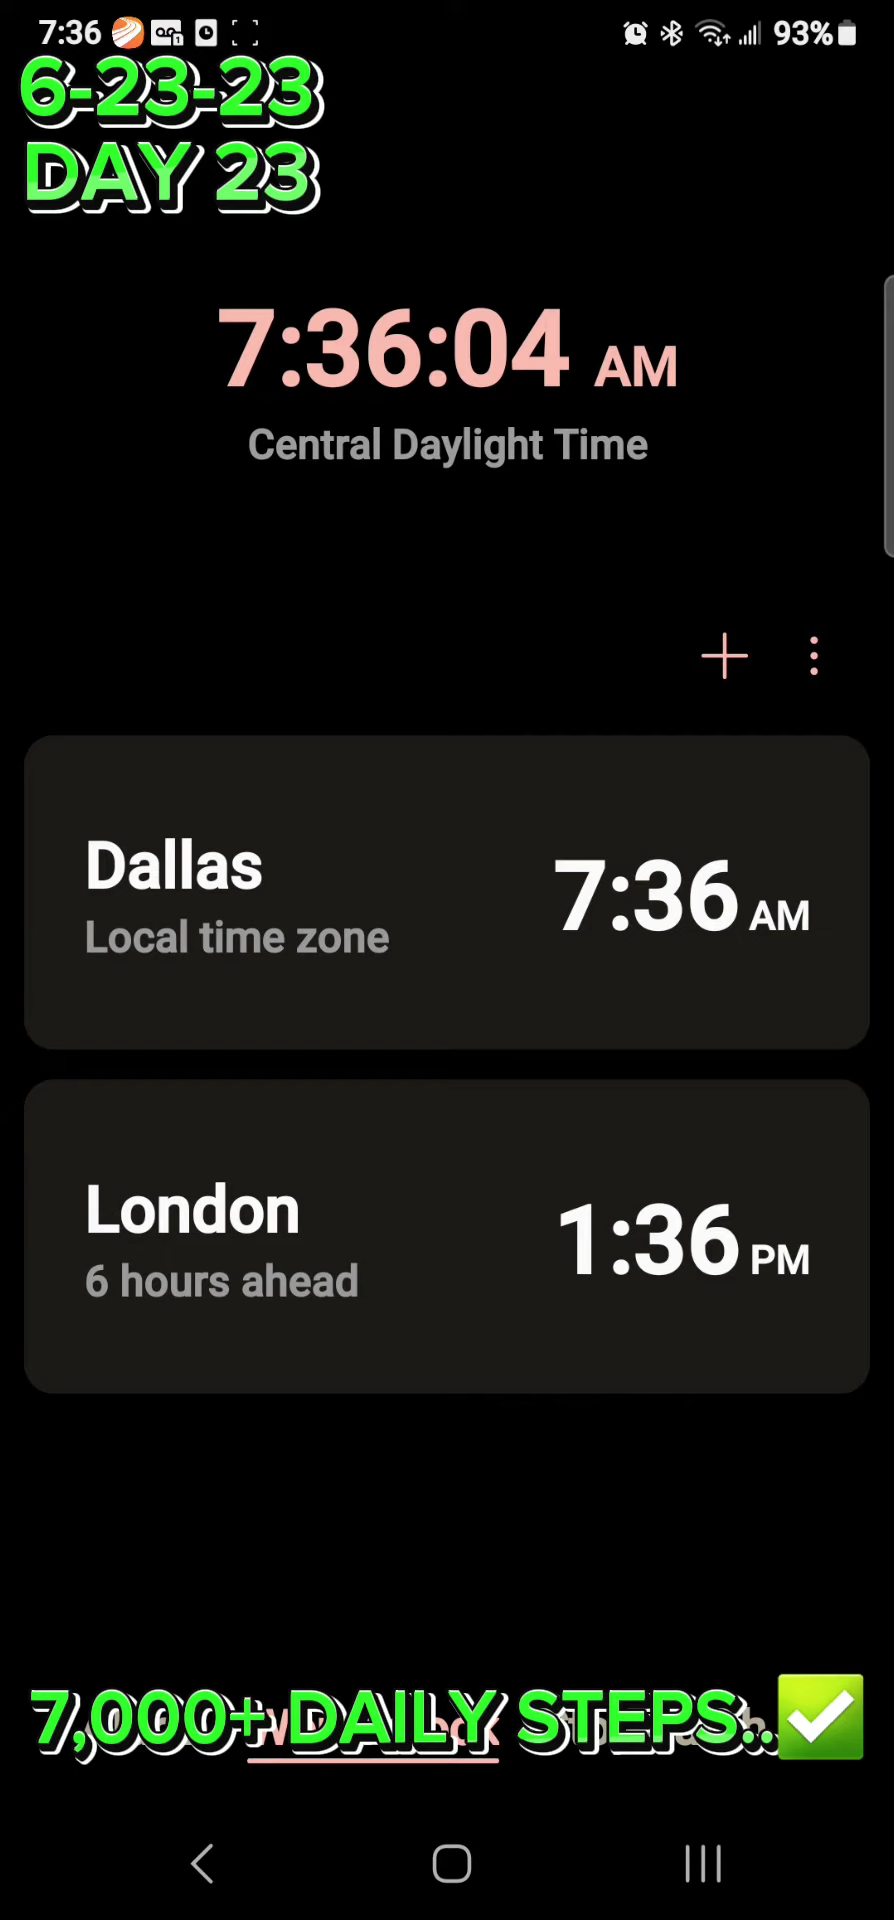 7:36 93%
6-23-23
DAY 23
7:36:04 AM
Central Daylight Time
Dallas
Local time zone
7:36 AM
London
6 hours ahead
1:36 PM
7,000+ DAILY STEPS..✅